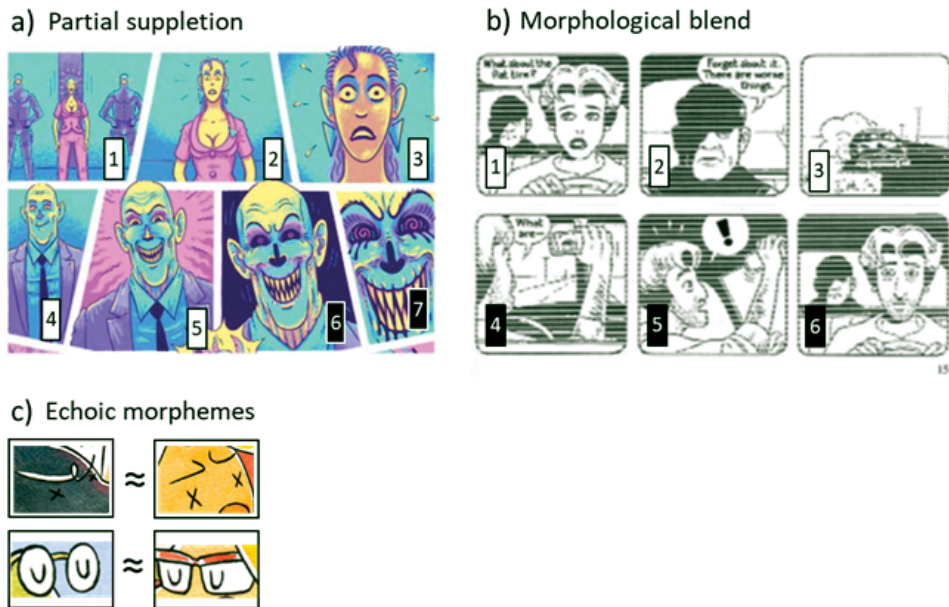 a) Partial suppletion
1
2
3
4
5
6
7
b) Morphological blend
What about the
flat tire?
1
Forget about it.
There are worse
things.
2
3
What
are—
4
!
5
6
15
c) Echoic morphemes
≈
≈